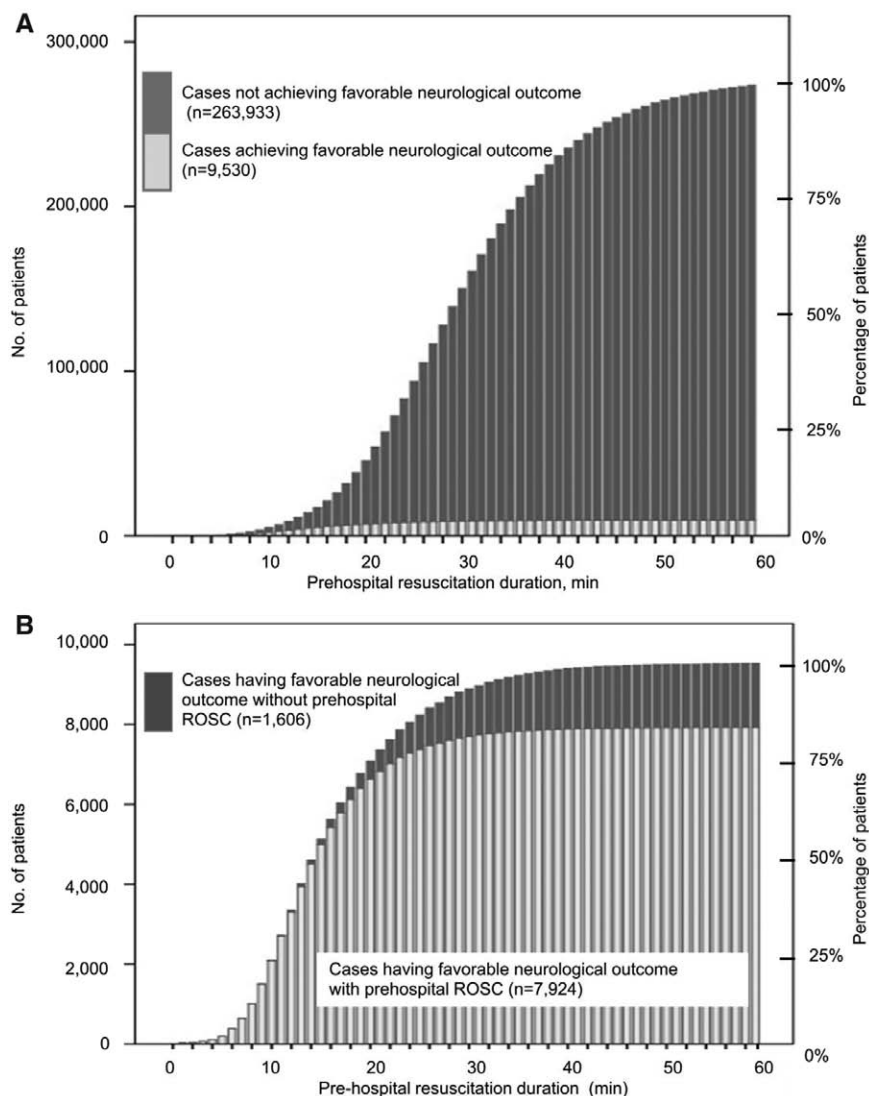 A
300,000
200,000
100,000
0
No. of patients
Cases not achieving favorable neurological outcome
(n=263,933)
Cases achieving favorable neurological outcome
(n=9,530)
100%
75%
50%
25%
0%
Percentage of patients
0 10 20 30 40 50 60
Prehospital resuscitation duration, min
B
10,000
8,000
6,000
4,000
2,000
0
No. of patients
Cases having favorable neurological
outcome without prehospital
ROSC (n=1,606)
Cases having favorable neurological outcome
with prehospital ROSC (n=7,924)
100%
75%
50%
25%
0%
Percentage of patients
0 10 20 30 40 50 60
Pre-hospital resuscitation duration (min)